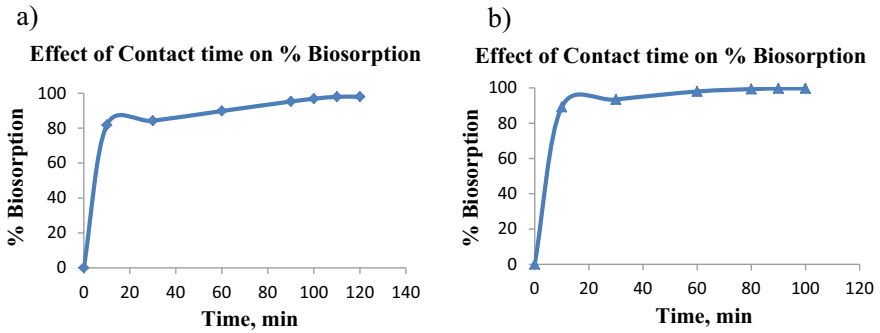 a)
Effect of Contact time on % Biosorption
% Biosorption
100
80
60
40
20
0
0 20 40 60 80 100 120 140
Time, min
b)
Effect of Contact time on % Biosorption
% Biosorption
100
80
60
40
20
0
0 20 40 60 80 100 120
Time, min